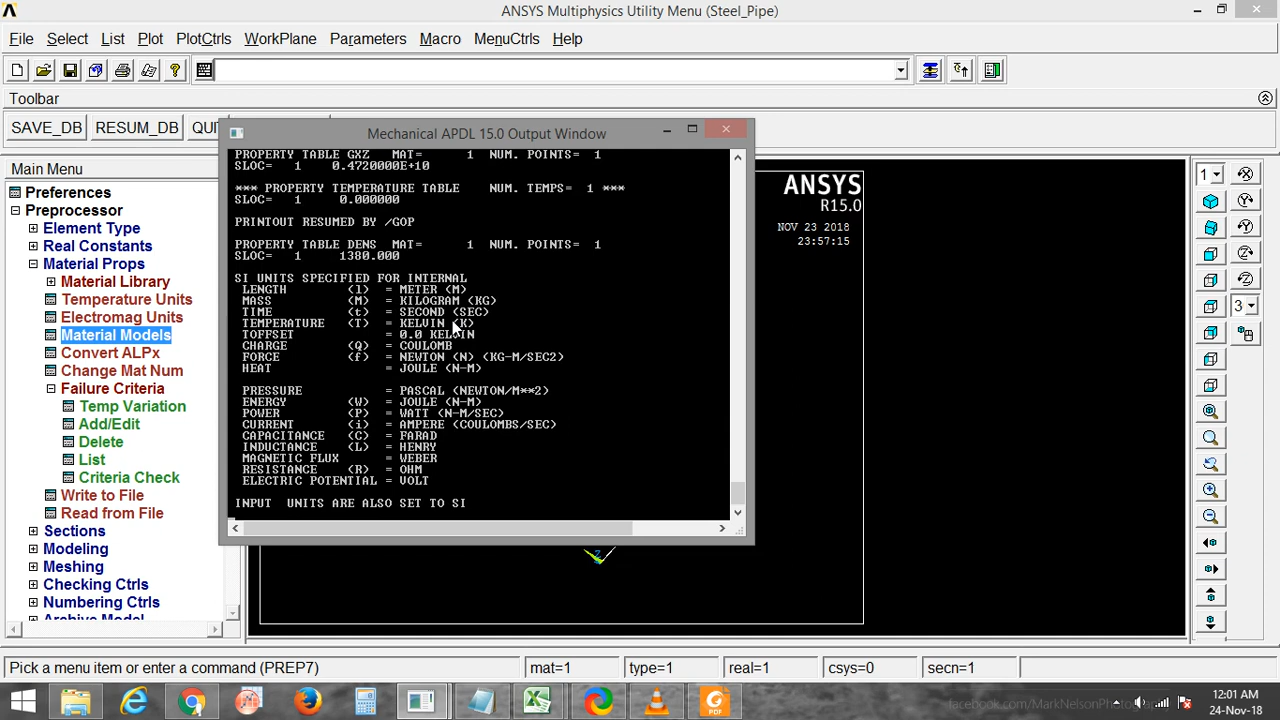 ANSYS Multiphysics Utility Menu (Steel_Pipe)
File Select List Plot PlotCtrls WorkPlane Parameters Macro MenuCtrls Help
Toolbar
SAVE_DB RESUM_DB QUI
Mechanical APDL 15.0 Output Window
Main Menu
Preferences
Preprocessor
Element Type
Real Constants
Material Props
Material Library
Temperature Units
Electromag Units
Material Models
Convert ALPx
Change Mat Num
Failure Criteria
Temp Variation
Add/Edit
Delete
List
Criteria Check
Write to File
Read from File
Sections
Modeling
Meshing
Checking Ctrls
Numbering Ctrls
Archive Model
PROPERTY TABLE GXZ MAT= 1 NUM. POINTS= 1
SLOC= 1 0.4720000E+10
*** PROPERTY TEMPERATURE TABLE NUM. TEMPS= 1 ***
SLOC= 1 0.000000
PRINTOUT RESUMED BY /GOP
PROPERTY TABLE DENS MAT= 1 NUM. POINTS= 1
SLOC= 1 1380.000
SI UNITS SPECIFIED FOR INTERNAL
LENGTH (l) = METER (M)
MASS (M) = KILOGRAM (KG)
TIME (t) = SECOND (SEC)
TEMPERATURE (T) = KELVIN (K)
TOFFSET = 0.0 KELVIN
CHARGE (Q) = COULOMB
FORCE (f) = NEWTON (N) (KG-M/SEC2)
HEAT = JOULE (N-M)
PRESSURE = PASCAL (NEWTON/M**2)
ENERGY (W) = JOULE (N-M)
POWER (P) = WATT (N-M/SEC)
CURRENT (i) = AMPERE (COULOMBS/SEC)
CAPACITANCE (C) = FARAD
INDUCTANCE (L) = HENRY
MAGNETIC FLUX = WEBER
RESISTANCE (R) = OHM
ELECTRIC POTENTIAL = VOLT
INPUT UNITS ARE ALSO SET TO SI
ANSYS
R15.0
NOV 23 2018
23:57:15
Z
1
3
Pick a menu item or enter a command (PREP7) mat=1 type=1 real=1 csys=0 secn=1
PDF
facebook.com/MarkNelsonPhotogra
12:01 AM
24-Nov-18